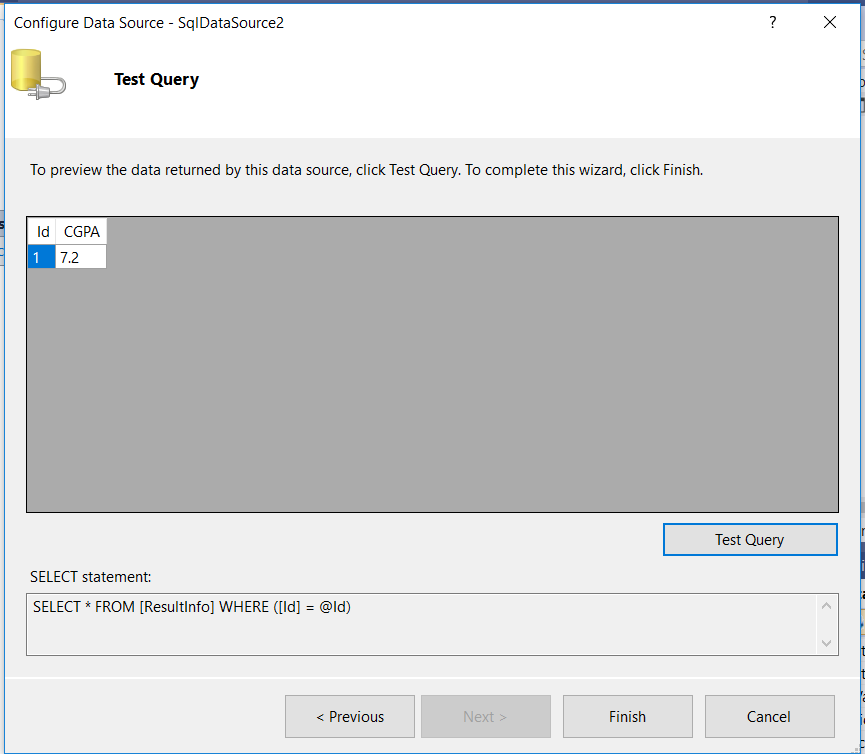 Configure Data Source - SqlDataSource2 ?
Test Query
To preview the data returned by this data source, click Test Query. To complete this wizard, click Finish.
Id CGPA
1 7.2
Test Query
SELECT statement:
SELECT * FROM [ResultInfo] WHERE ([Id] = @Id)
< Previous Next > Finish Cancel